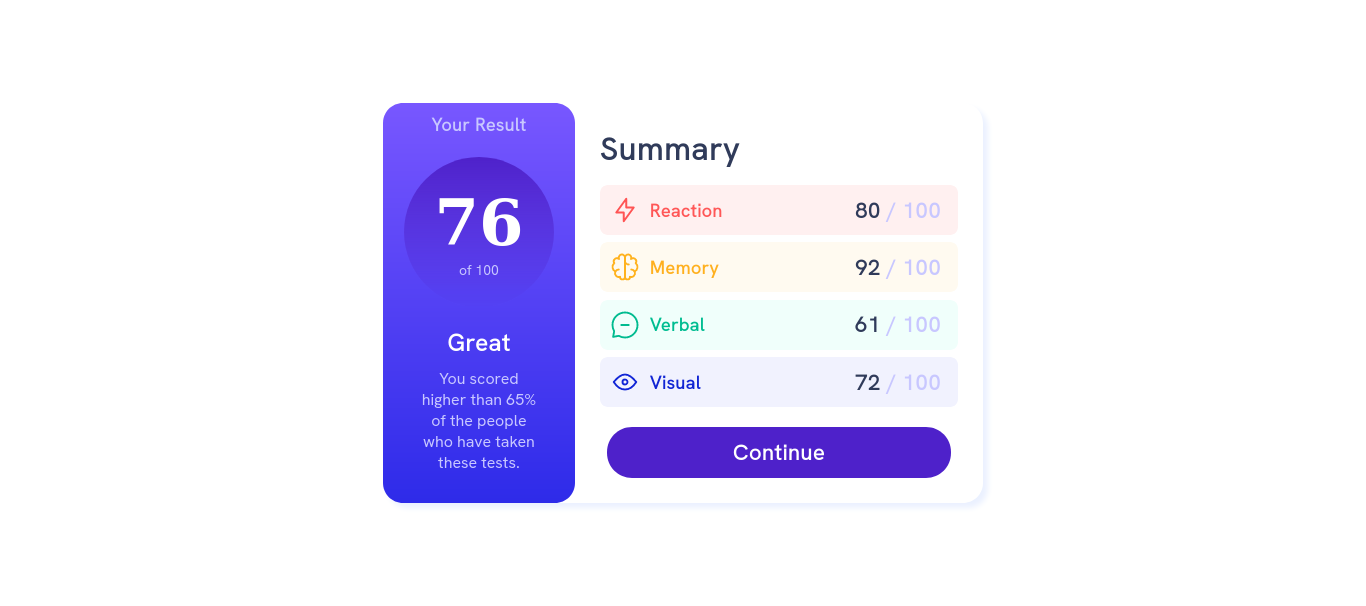 Your Result
76
of 100
Great
You scored
higher than 65%
of the people
who have taken
these tests.
Summary
Reaction 80 / 100
Memory 92 / 100
Verbal 61 / 100
Visual 72 / 100
Continue